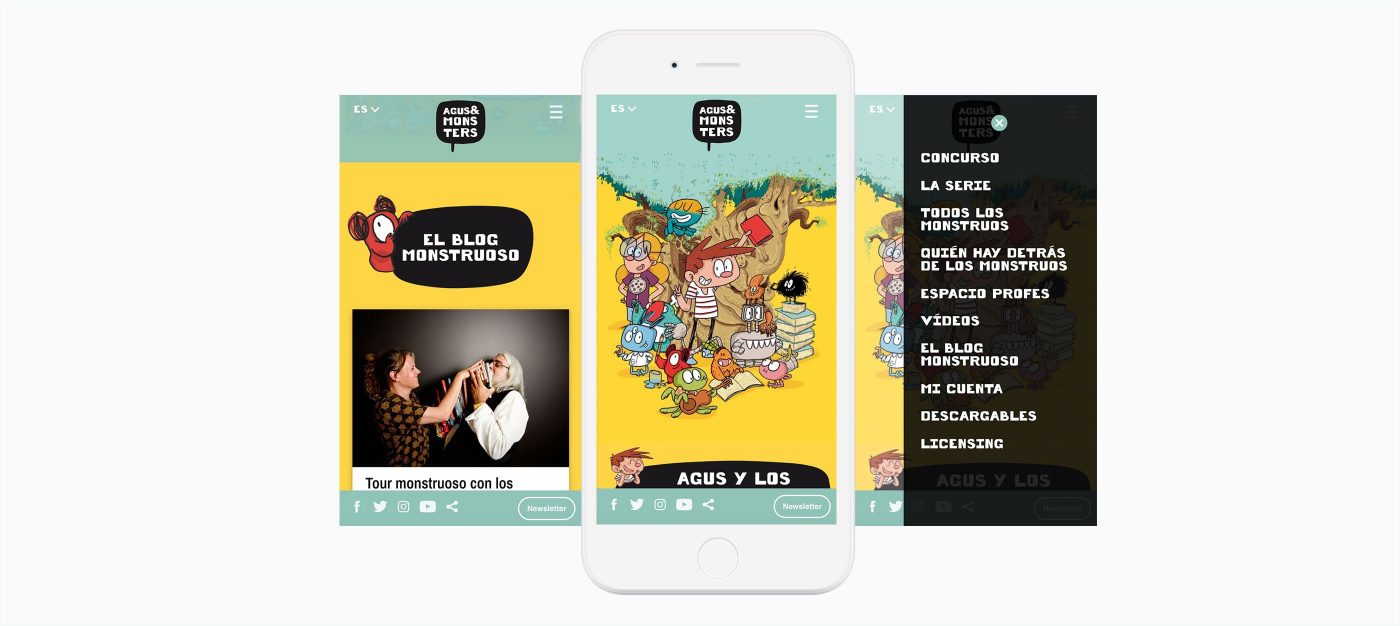 ES
AGUS&
MONS
TERS
EL BLOG
MONSTRUOSO
Tour monstruoso con los
Newsletter
ES
AGUS&
MONS
TERS
AGUS Y LOS
Newsletter
ES
AGUS&
MONS
TERS
CONCURSO
LA SERIE
TODOS LOS
MONSTRUOS
QUIÉN HAY DETRÁS
DE LOS MONSTRUOS
ESPACIO PROFES
VÍDEOS
EL BLOG
MONSTRUOSO
MI CUENTA
DESCARGABLES
LICENSING
AGUS Y LOS
Newsletter